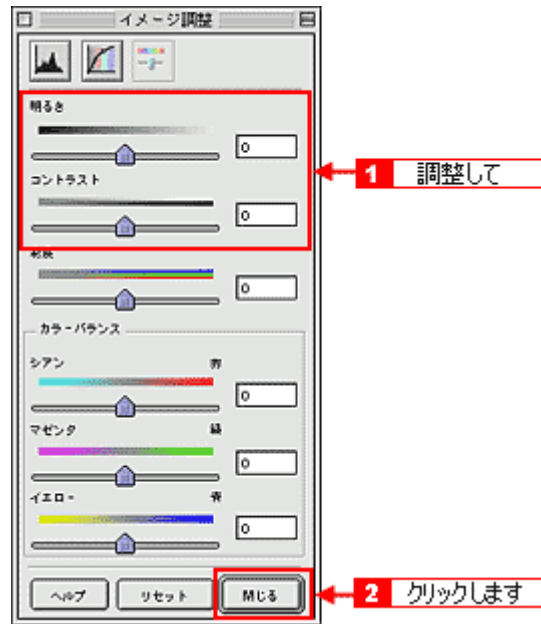 イメージ調整
明るさ
0
1 調整して
コントラスト
0
彩度
0
カラーバランス
シアン 赤
0
マゼンタ 緑
0
イエロー 青
0
ヘルプ リセット 閉じる
2 クリックします